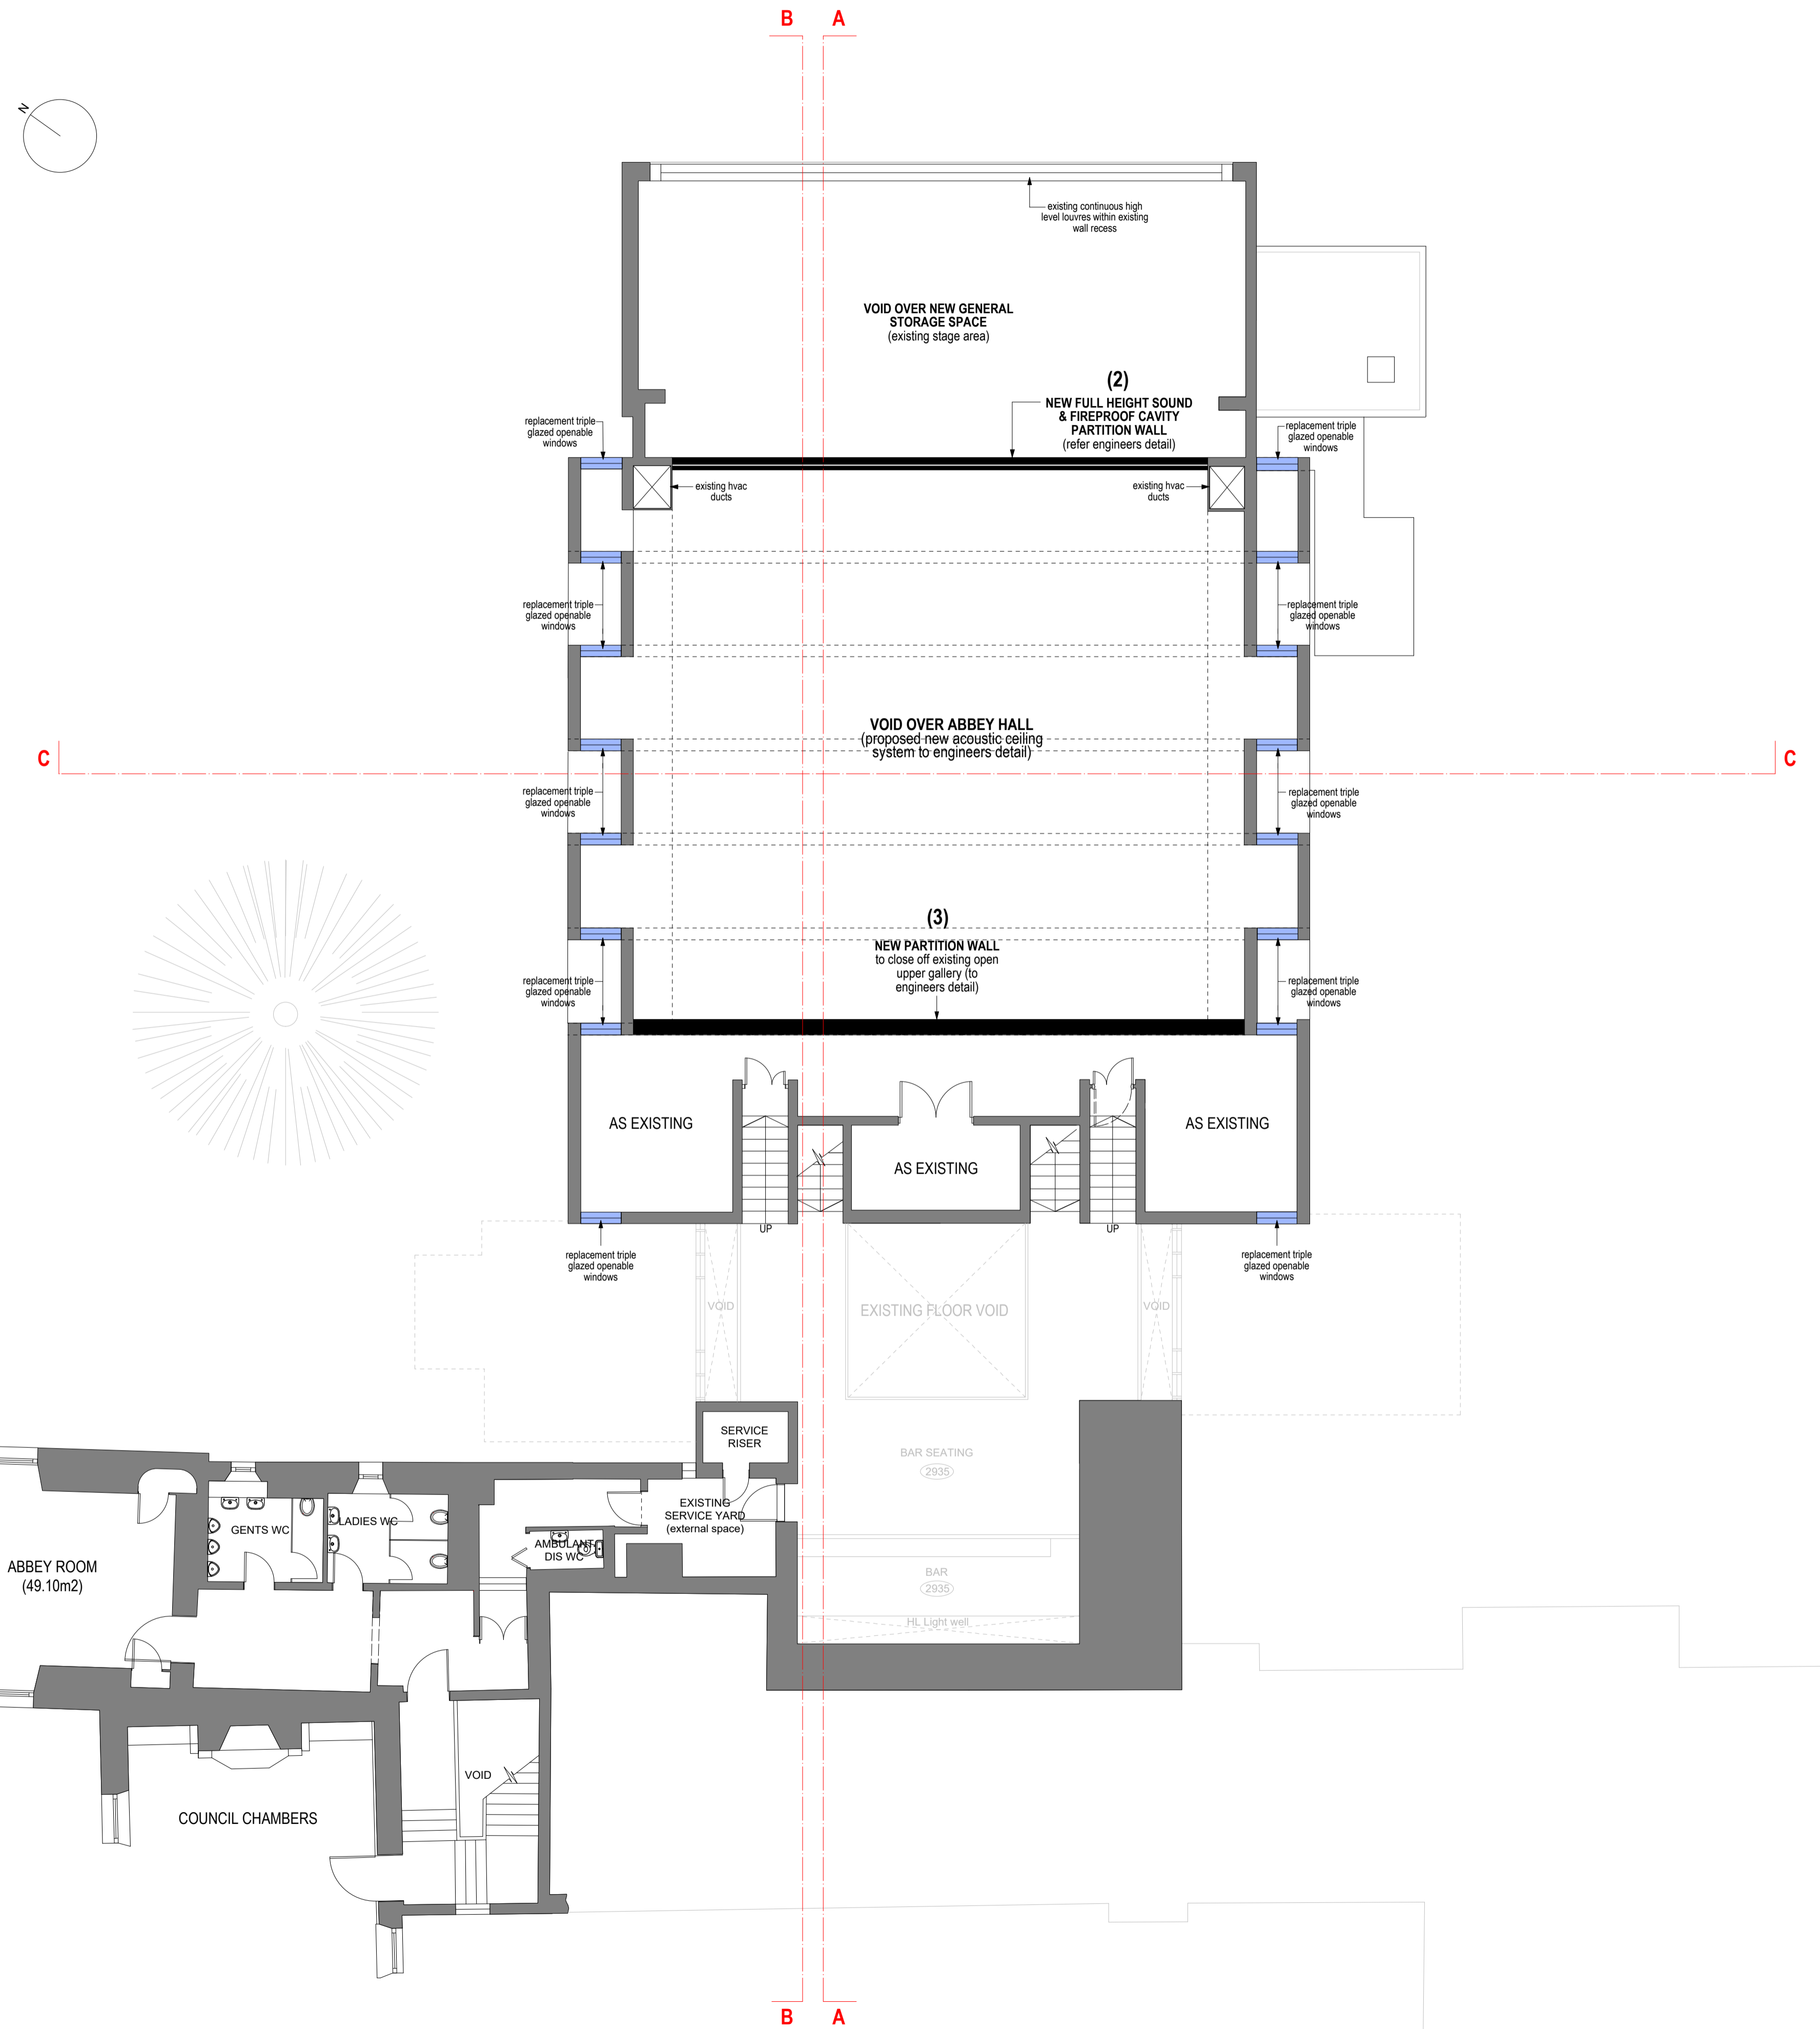 B A
N
existing continuous high
level louvres within existing
wall recess
VOID OVER NEW GENERAL
STORAGE SPACE
(existing stage area)
(2)
NEW FULL HEIGHT SOUND
& FIREPROOF CAVITY
PARTITION WALL
(refer engineers detail)
replacement triple
glazed openable
windows
replacement triple
glazed openable
windows
existing hvac
ducts
existing hvac
ducts
replacement triple
glazed openable
windows
replacement triple
glazed openable
windows
VOID OVER ABBEY HALL
(proposed new acoustic ceiling
system to engineers detail)
C
C
replacement triple
glazed openable
windows
replacement triple
glazed openable
windows
(3)
NEW PARTITION WALL
to close off existing open
upper gallery (to
engineers detail)
replacement triple
glazed openable
windows
replacement triple
glazed openable
windows
AS EXISTING
AS EXISTING
AS EXISTING
UP
UP
replacement triple
glazed openable
windows
replacement triple
glazed openable
windows
VOID
EXISTING FLOOR VOID
VOID
SERVICE
RISER
BAR SEATING
2935
EXISTING
SERVICE YARD
(external space)
GENTS WC
LADIES WC
AMBULANT
DIS WC
ABBEY ROOM
(49.10m2)
BAR
2935
HL Light well
VOID
COUNCIL CHAMBERS
B A